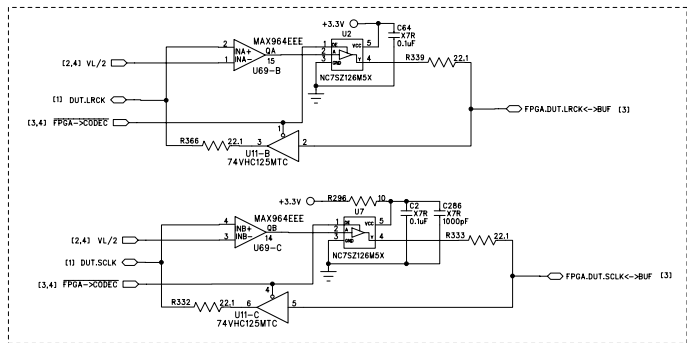 +3.3V
U2
C64
X7R
0.1uF
MAX964EEE
2 INA+ QA
1 INA- 15
U69-B
1 OE VCC 5
2 A Y 4
3 GND
NC7SZ126M5X
R339 22.1
[2,4] VL/2
[1] DUT.LRCK
[3,4] FPGA->CODEC
FPGA.DUT.LRCK<->BUF [3]
R366 22.1 3 1 2
U11-B
74VHC125MTC
+3.3V
R296 10
U7
C2
X7R
0.1uF
C286
X7R
1000pF
MAX964EEE
4 INB+ QB
3 INB- 14
U69-C
1 OE VCC 5
2 A Y 4
3 GND
NC7SZ126M5X
R333 22.1
[2,4] VL/2
[1] DUT.SCLK
[3,4] FPGA->CODEC
FPGA.DUT.SCLK<->BUF [3]
R332 22.1 6 4 5
U11-C
74VHC125MTC